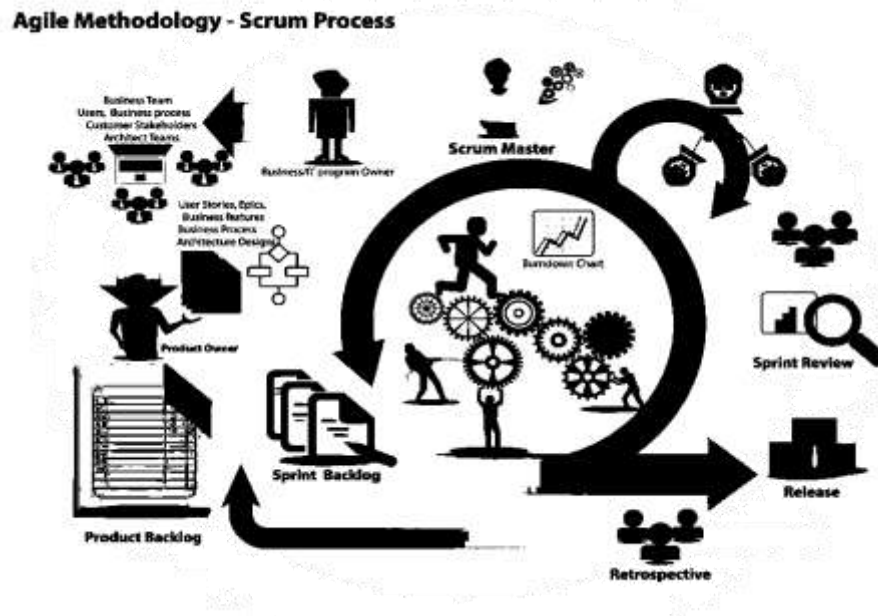 Agile Methodology - Scrum Process
Business Team
Users, Business process
Customer Stakeholders
Architect Teams
Business/IT program Owner
Scrum Master
User Stories, Epics,
Business Features
Business Process
Architecture Designs
Burndown Chart
Product Owner
Sprint Review
Sprint Backlog
Release
Product Backlog
Retrospective